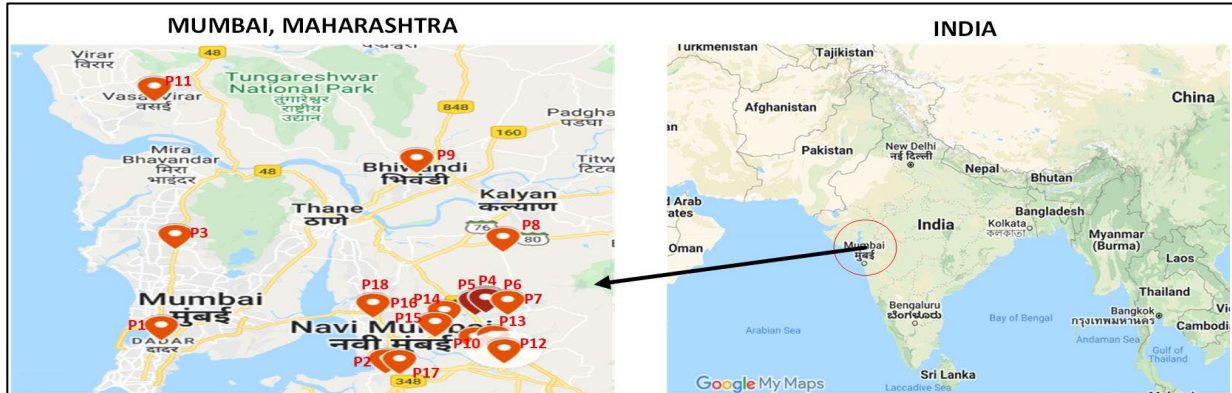 MUMBAI, MAHARASHTRA
INDIA
Virar
विरार
48
P11
Vasai Virar
वसई
Tungareshwar
National Park
तुंगारेश्वर
राष्ट्रीय
उद्यान
848
160
Padgha
पडघा
Mira
Bhayandar
मिरा
भाइंदर
48
P9
Bhiwandi
भिवंडी
Titw
Kalyan
कल्याण
Thane
ठाणे
76
P8
80
P3
P18
P5
P4
P6
P16
P14
P7
Mumbai
मुंबई
P15
P13
Navi Mumbai
नवी मुंबई
P1
DADAR
दादर
P10
P12
P2
P17
348
Turkmenistan
Tajikistan
China
Afghanistan
New Delhi
नई दिल्ली
Pakistan
Nepal
Bhutan
Bangladesh
India
Kolkata
কলকাতা
Oman
Mumbai
मुंबई
Myanmar
(Burma)
Laos
Thailand
Bengaluru
ಬೆಂಗಳೂರು
Bangkok
กรุงเทพมหานคร
Cambodi
Arabian Sea
Bay of Bengal
Andaman Sea
Gulf of
Thailand
Sri Lanka
Laccadive Sea
Google My Maps